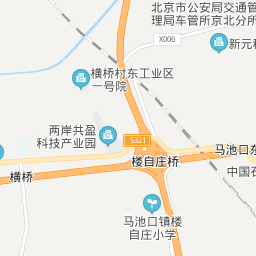 北京市公安局交通管
理局车管所京北分所
X006
新元科
横桥村东工业区
一号院
两岸共盈
科技产业园
S321
马池口东
楼自庄桥
横桥
中国石
马池口镇楼
自庄小学